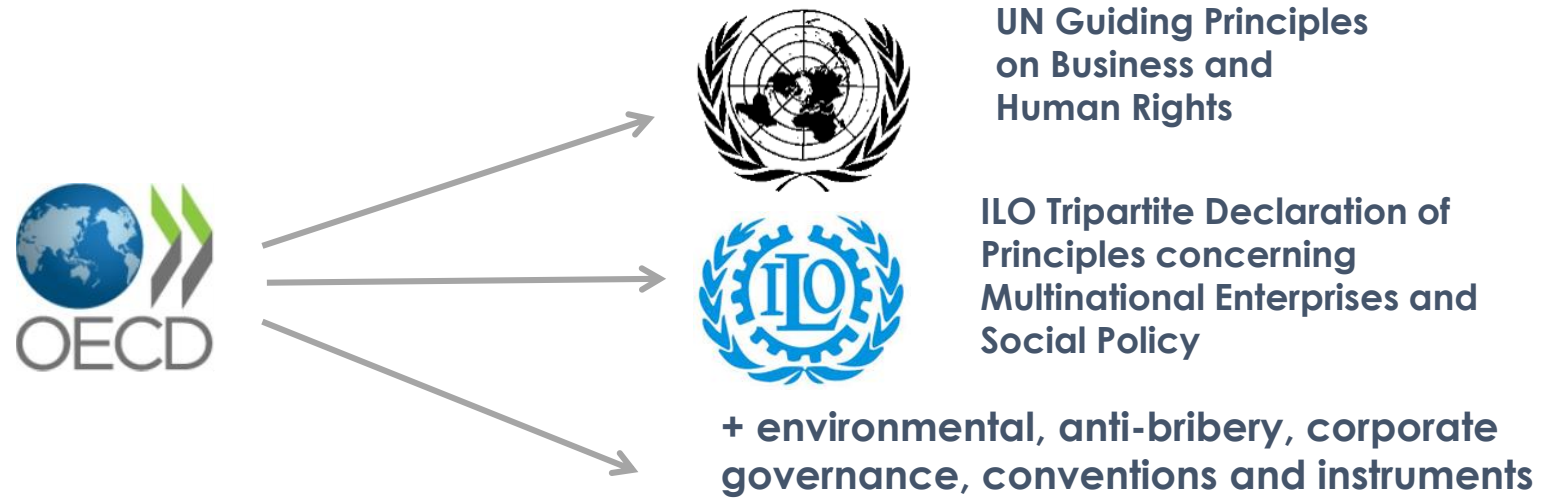 UN Guiding Principles
on Business and
Human Rights
OECD
ILO
ILO Tripartite Declaration of
Principles concerning
Multinational Enterprises and
Social Policy
+ environmental, anti-bribery, corporate
governance, conventions and instruments